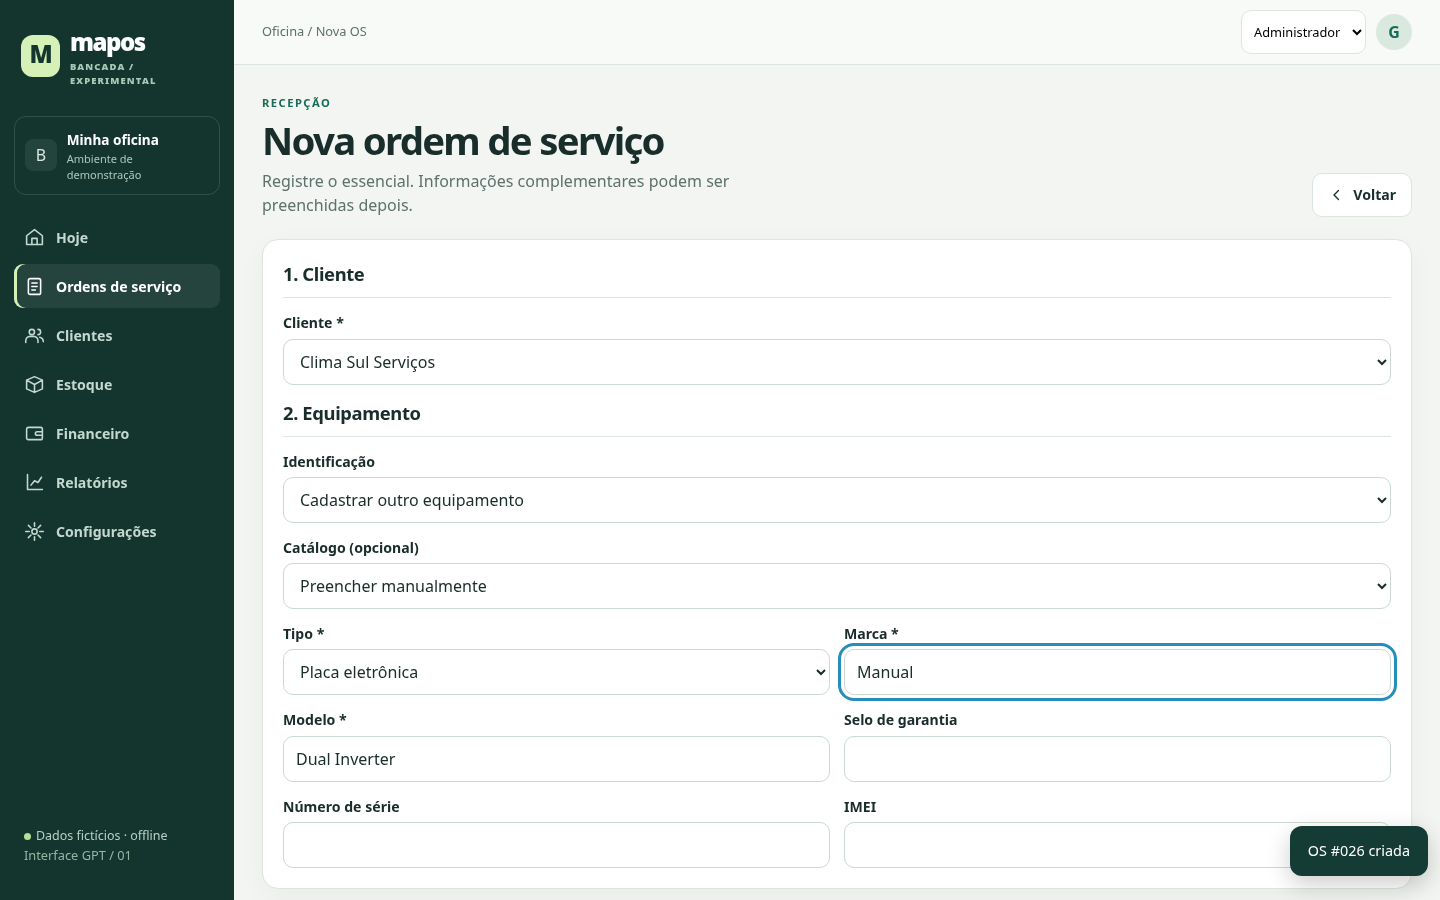 M
mapos
BANCADA /
EXPERIMENTAL
B
Minha oficina
Ambiente de
demonstração
Hoje
Ordens de serviço
Clientes
Estoque
Financeiro
Relatórios
Configurações
Dados fictícios · offline
Interface GPT / 01
Oficina / Nova OS
Administrador
G
RECEPÇÃO
Nova ordem de serviço
Registre o essencial. Informações complementares podem ser
preenchidas depois.
Voltar
1. Cliente
Cliente *
Clima Sul Serviços
2. Equipamento
Identificação
Cadastrar outro equipamento
Catálogo (opcional)
Preencher manualmente
Tipo *
Marca *
Placa eletrônica
Manual
Modelo *
Selo de garantia
Dual Inverter
Número de série
IMEI
OS #026 criada